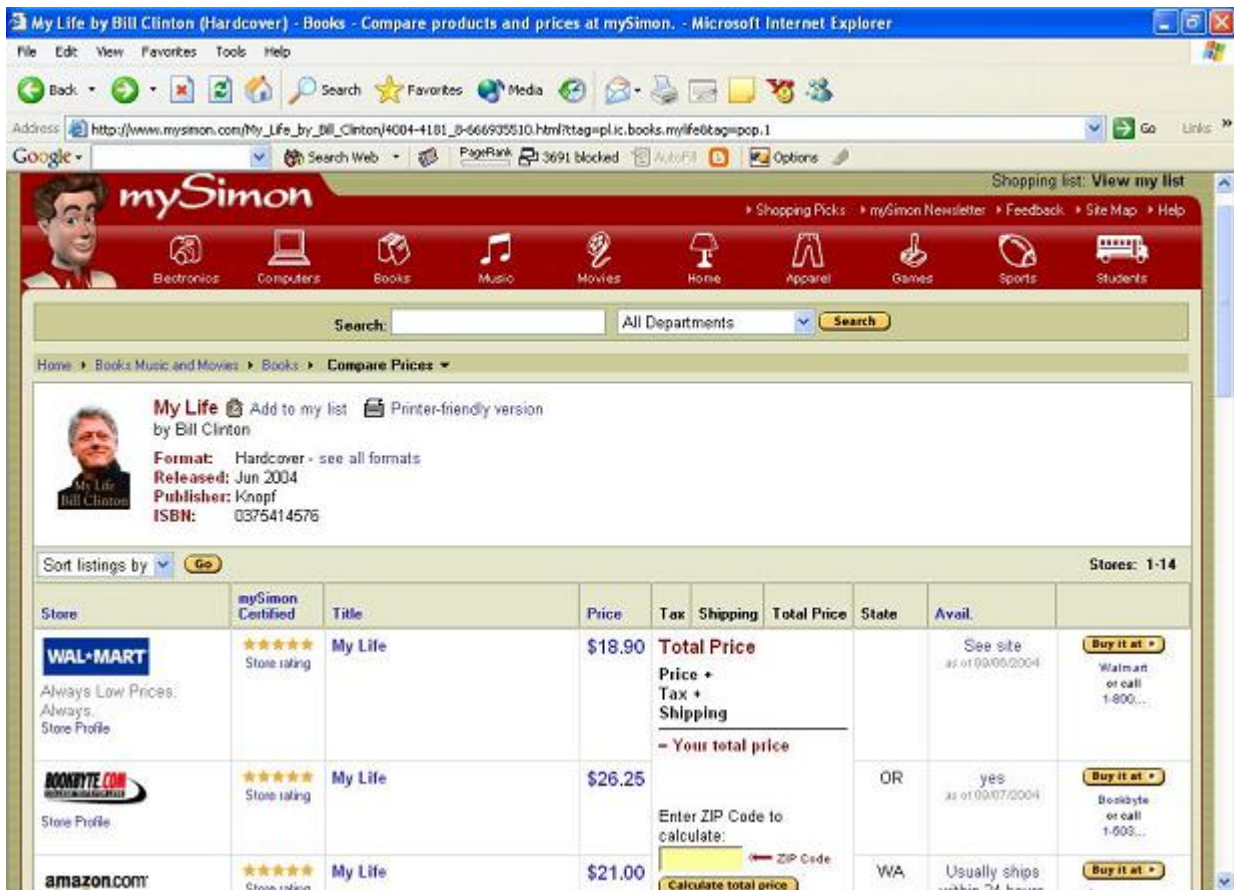 My Life by Bill Clinton (Hardcover) - Books - Compare products and prices at mySimon. - Microsoft Internet Explorer
File Edit View Favorites Tools Help
Back Search Favorites Media
Address http://www.mysimon.com/My_Life_by_Bill_Clinton/4004-4181_8-666935510.html?tag=pl.ic.books.mylife&tag=pop.1 Go Links »
Google Search Web PageRank 3691 blocked AutoFill Options
mySimon
Shopping list: View my list
Shopping Picks mySimon Newsletter Feedback Site Map Help
Electronics Computers Books Music Movies Home Apparel Games Sports Students
Search: All Departments Search
Home Books Music and Movies Books Compare Prices
My Life Add to my list Printer-friendly version
by Bill Clinton
Format: Hardcover - see all formats
Released: Jun 2004
Publisher: Knopf
ISBN: 0375414576
My Life
Bill Clinton
Sort listings by Go Stores: 1-14
Store mySimon Certified Title Price Tax Shipping Total Price State Avail.
WAL★MART
Always Low Prices.
Always.
Store Profile
Store rating
My Life
$18.90
Total Price
Price +
Tax +
Shipping
= Your total price
See site
as of 09/08/2004
Buy it at
Walmart
or call
1-800...
BOOKBYTE.COM
Store Profile
Store rating
My Life
$26.25
Enter ZIP Code to
calculate:
ZIP Code
Calculate total price
OR
yes
as of 09/07/2004
Buy it at
Bookbyte
or call
1-503...
amazon.com
Store rating
My Life
$21.00
WA
Usually ships
within 24 hours
Buy it at